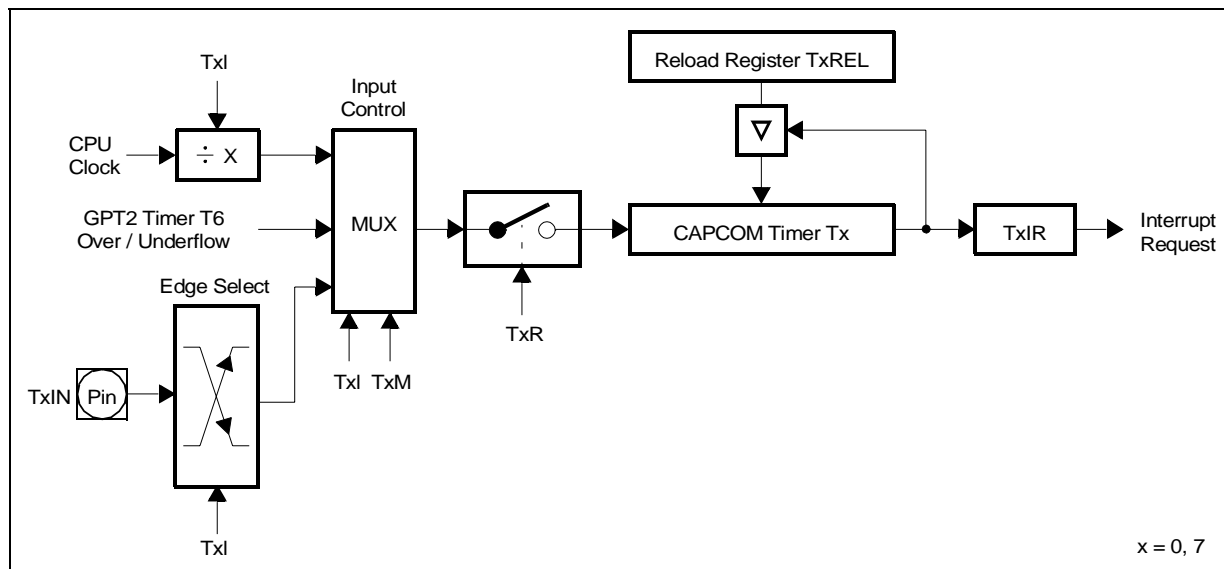 TxI
Reload Register TxREL
Input
Control
CPU
Clock
÷ X
∇
GPT2 Timer T6
Over / Underflow
MUX
CAPCOM Timer Tx
TxIR
Interrupt
Request
Edge Select
TxR
TxI TxM
TxIN
Pin
TxI
x = 0, 7